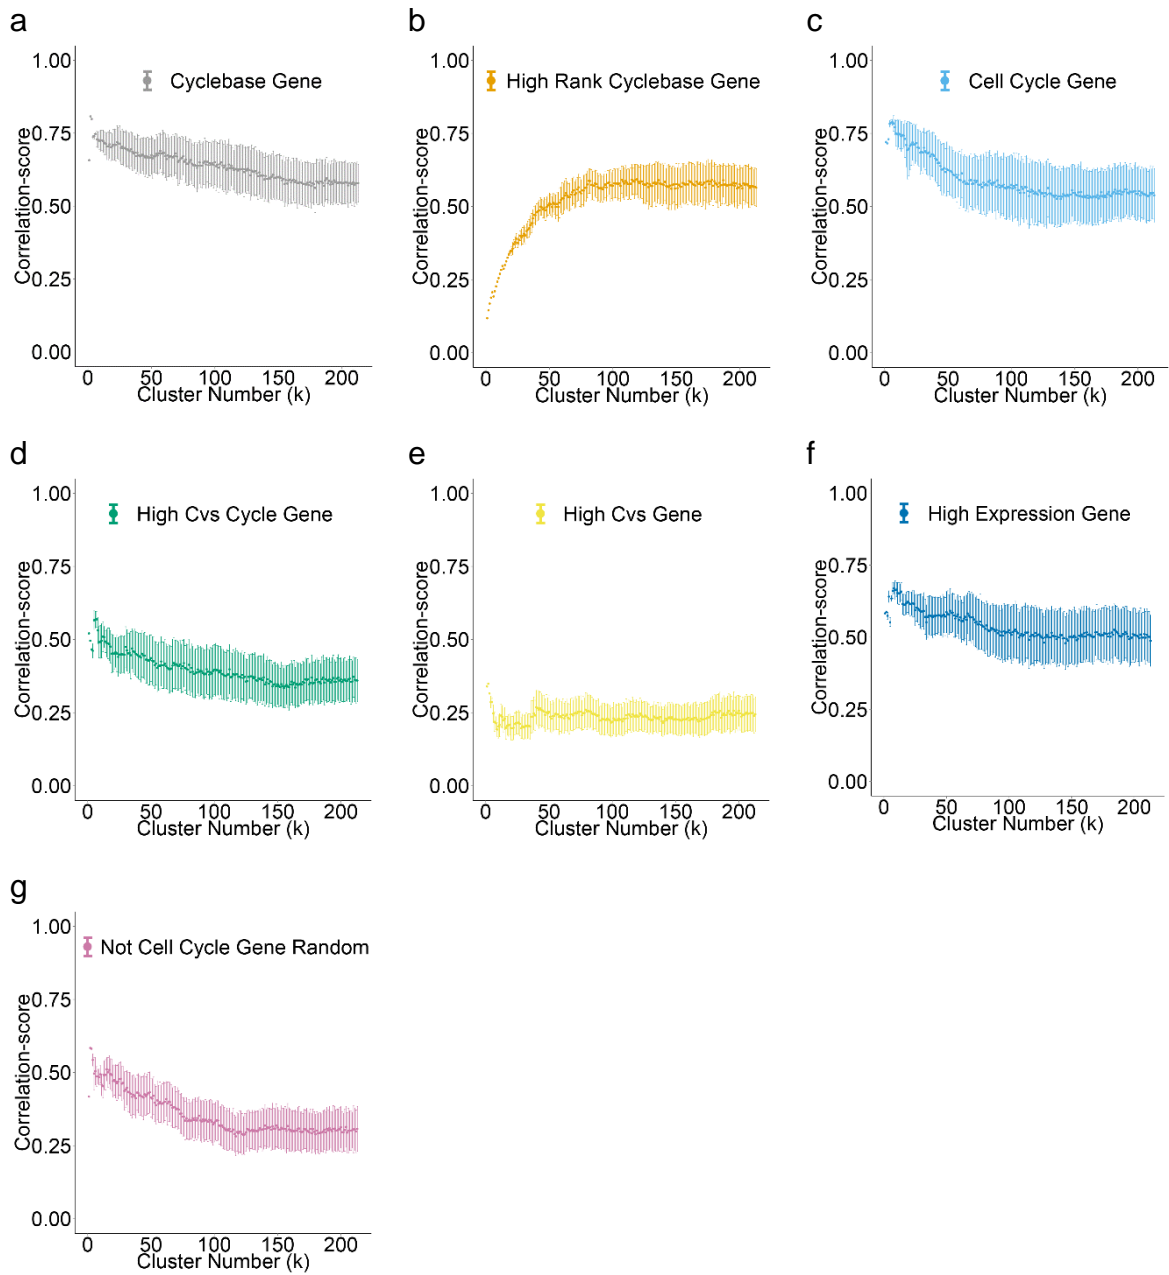 a
Cyclebase Gene
1.00
0.75
0.50
0.25
0.00
Correlation-score
0 50 100 150 200
Cluster Number (k)
b
High Rank Cyclebase Gene
1.00
0.75
0.50
0.25
0.00
Correlation-score
0 50 100 150 200
Cluster Number (k)
c
Cell Cycle Gene
1.00
0.75
0.50
0.25
0.00
Correlation-score
0 50 100 150 200
Cluster Number (k)
d
High Cvs Cycle Gene
1.00
0.75
0.50
0.25
0.00
Correlation-score
0 50 100 150 200
Cluster Number (k)
e
High Cvs Gene
1.00
0.75
0.50
0.25
0.00
Correlation-score
0 50 100 150 200
Cluster Number (k)
f
High Expression Gene
1.00
0.75
0.50
0.25
0.00
Correlation-score
0 50 100 150 200
Cluster Number (k)
g
Not Cell Cycle Gene Random
1.00
0.75
0.50
0.25
0.00
Correlation-score
0 50 100 150 200
Cluster Number (k)